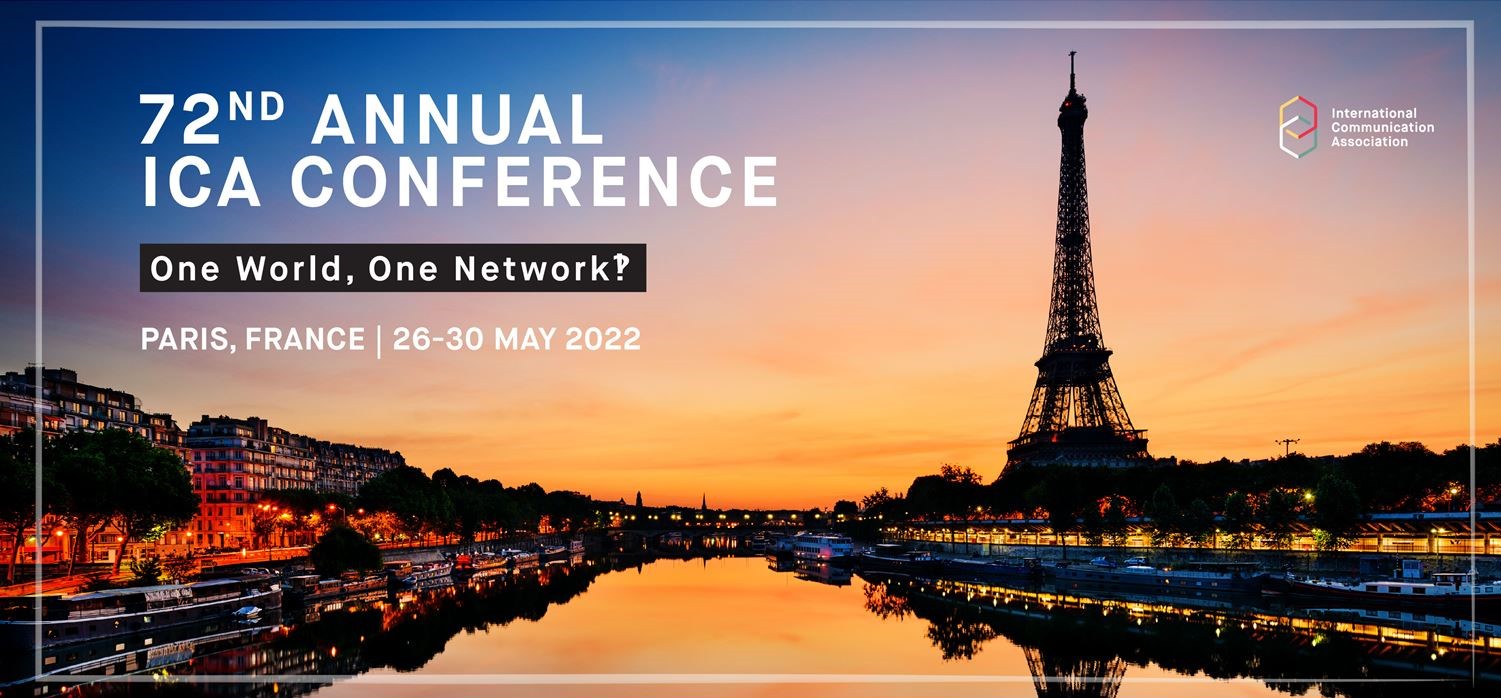 72ND ANNUAL
ICA CONFERENCE
One World, One Network‽
PARIS, FRANCE | 26-30 MAY 2022
International
Communication
Association